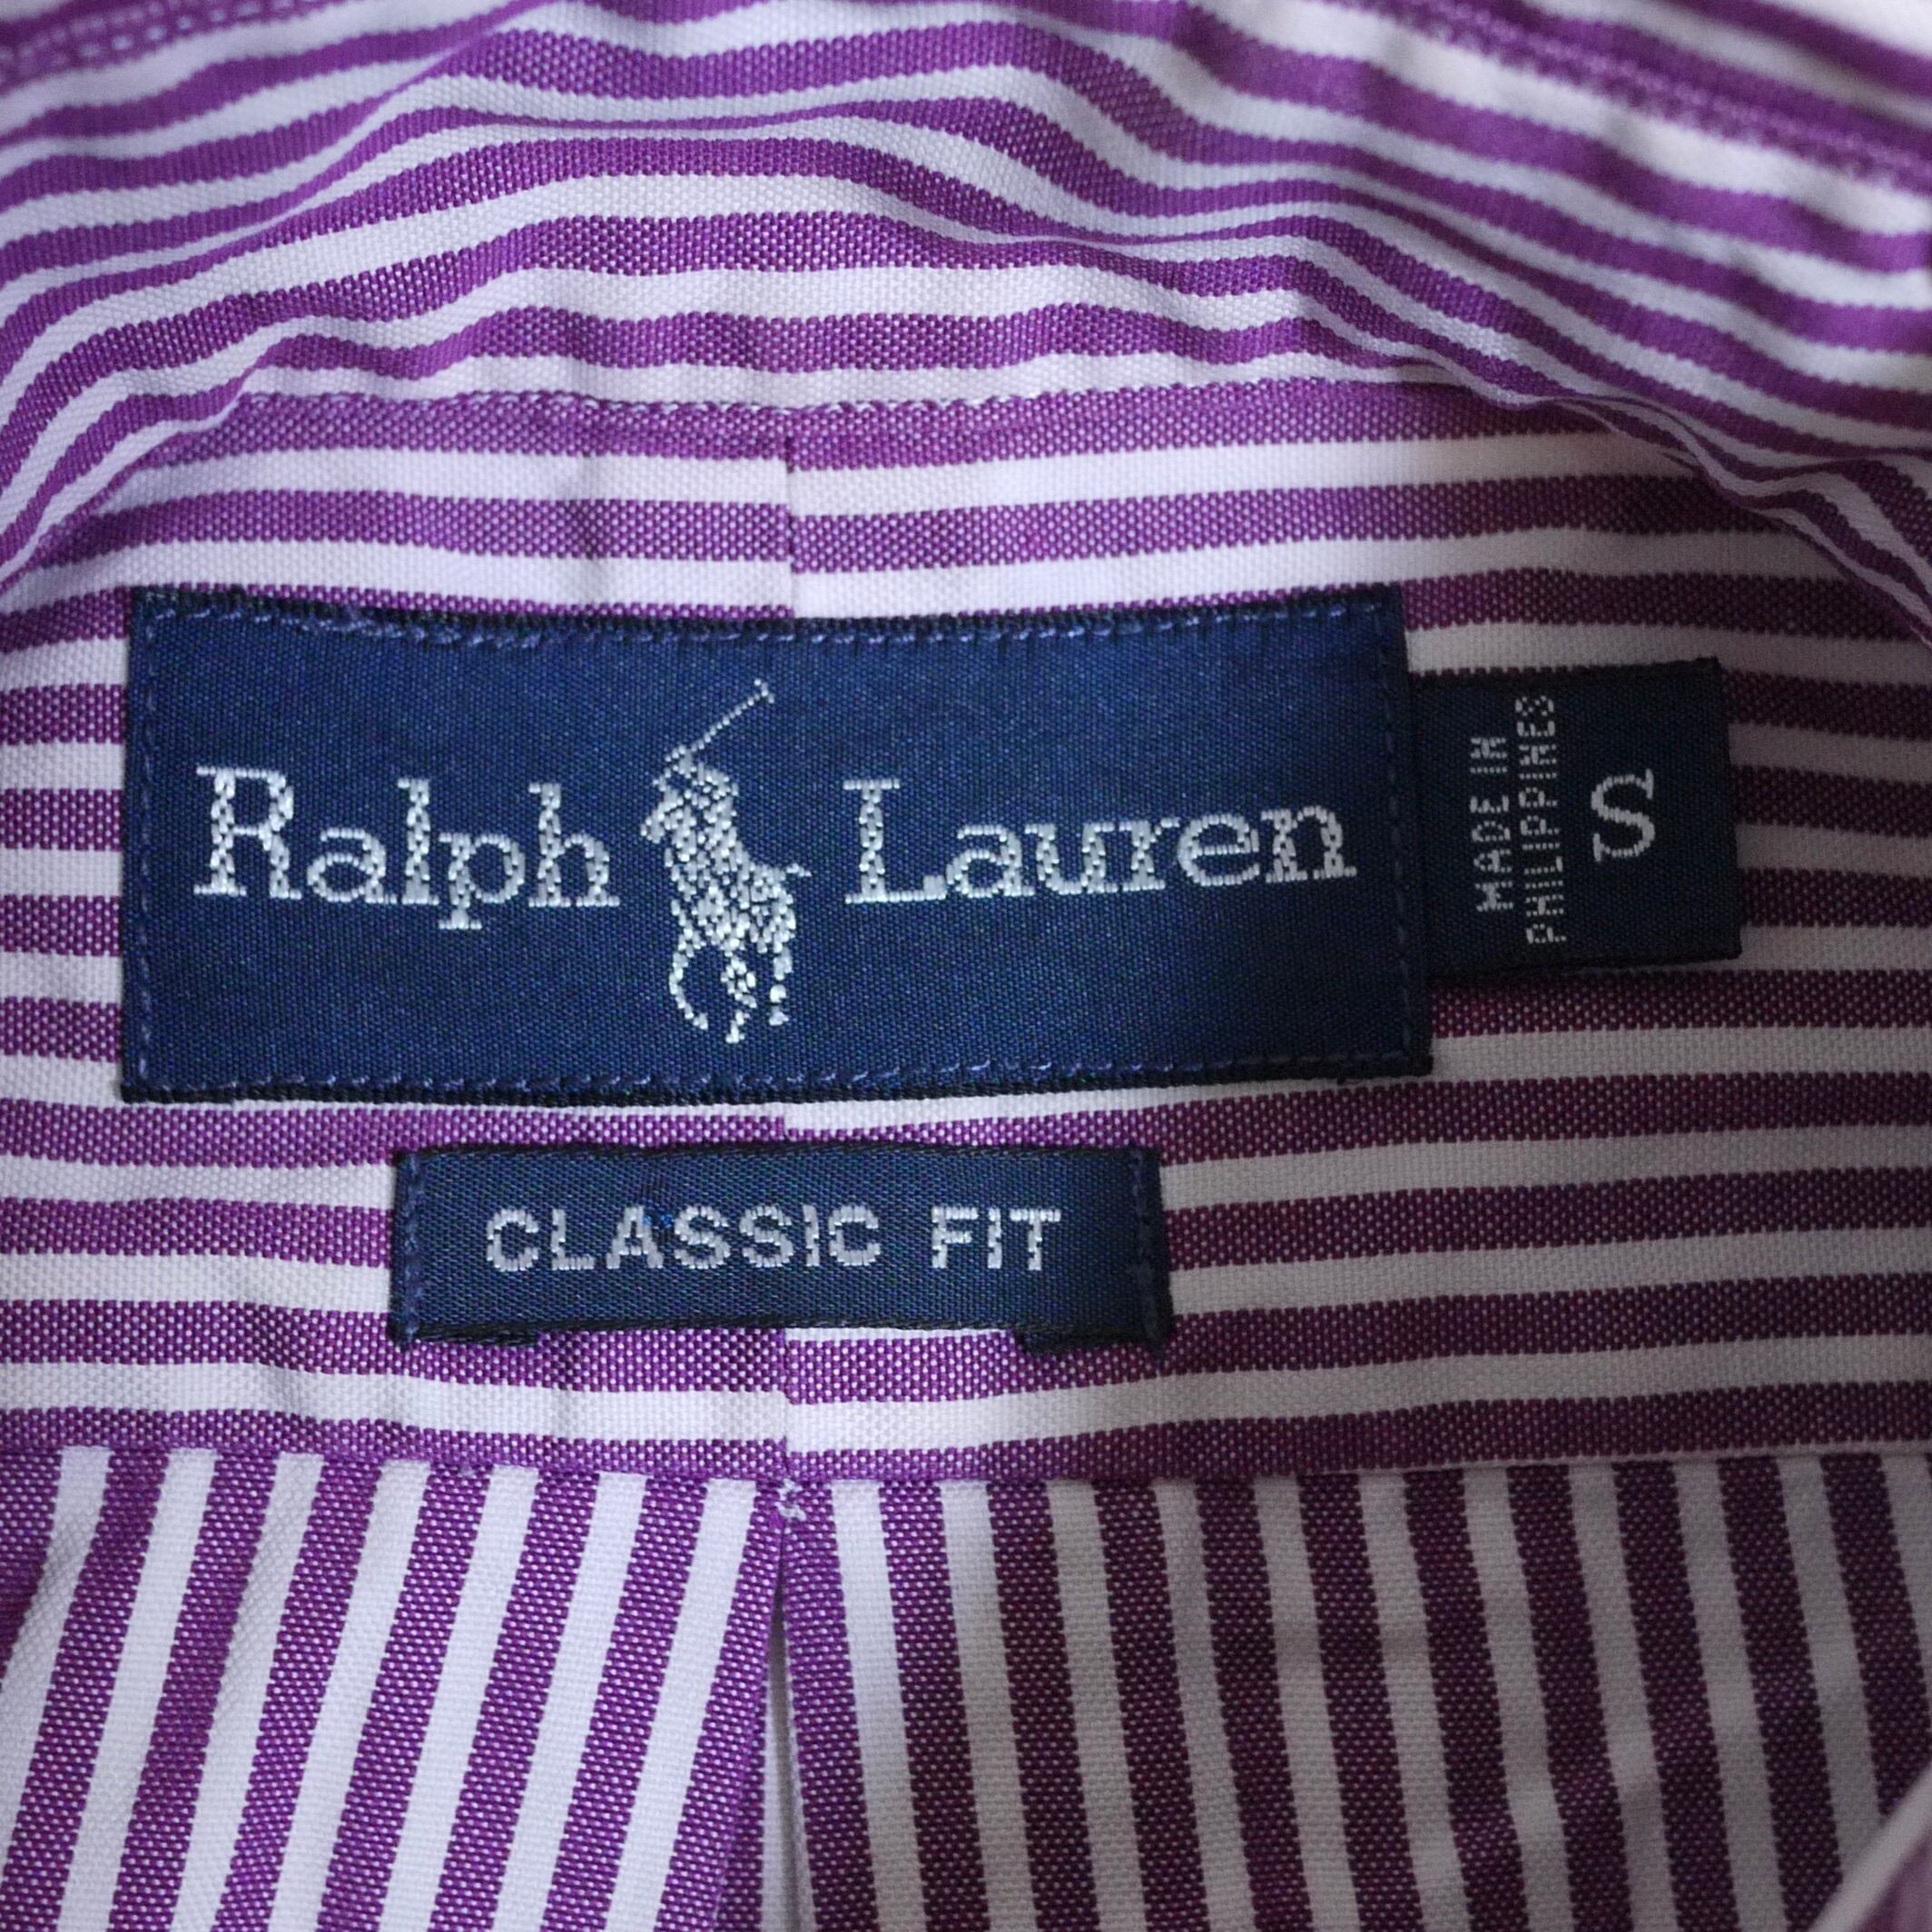 Ralph Lauren
MADE IN
PHILIPPINES
S
CLASSIC FIT